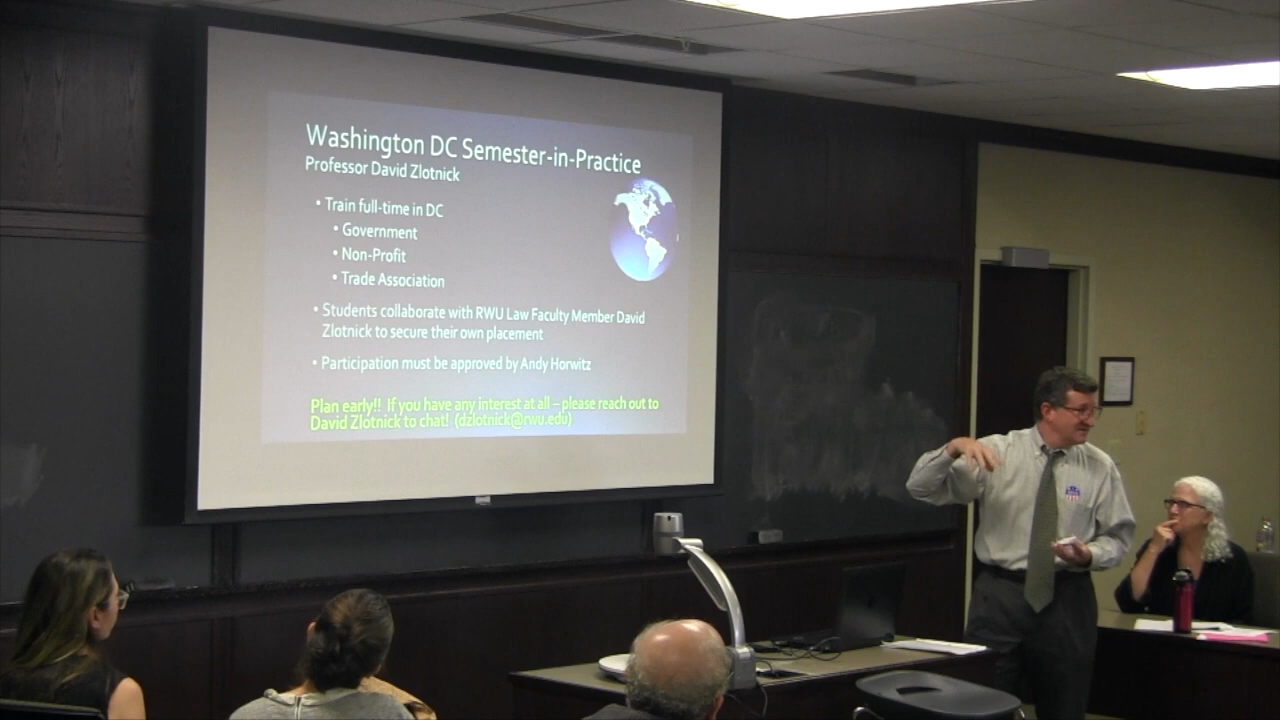 Washington DC Semester-in-Practice
Professor David Zlotnick
• Train full-time in DC
• Government
• Non-Profit
• Trade Association
• Students collaborate with RWU Law Faculty Member David
Zlotnick to secure their own placement
• Participation must be approved by Andy Horwitz
Plan early!! If you have any interest at all – please reach out to
David Zlotnick to chat! (dzlotnick@rwu.edu)